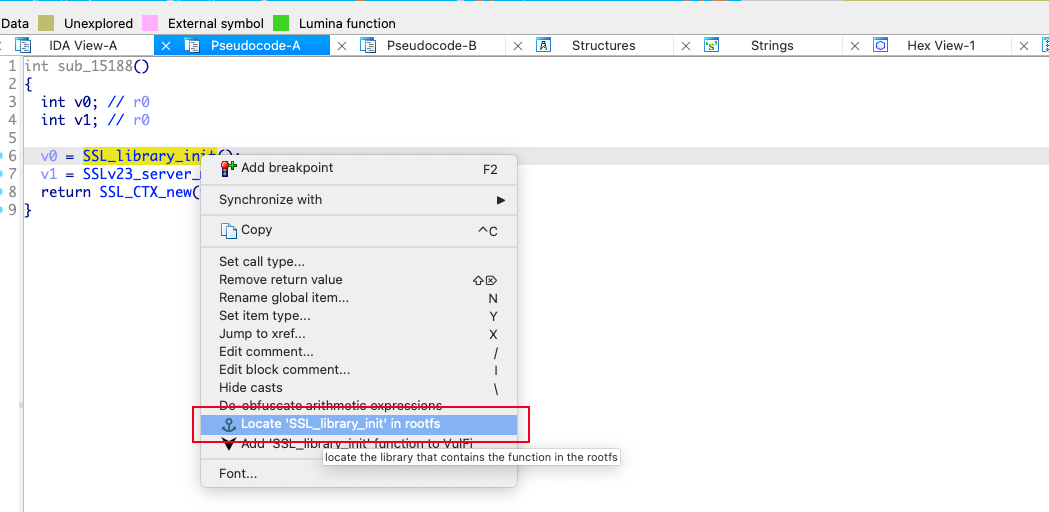 Data Unexplored External symbol Lumina function
IDA View-A Pseudocode-A Pseudocode-B Structures Strings Hex View-1
1 int sub_15188()
2 {
3 int v0; // r0
4 int v1; // r0
5
6 v0 = SSL_library_init();
7 v1 = SSLv23_server_
8 return SSL_CTX_new(
9 }
Add breakpoint F2
Synchronize with
Copy ^C
Set call type...
Remove return value
Rename global item... N
Set item type... Y
Jump to xref... X
Edit comment... /
Edit block comment... I
Hide casts \
De-obfuscate arithmetic expressions
Locate 'SSL_library_init' in rootfs
Add 'SSL_library_init' function to VulFi
locate the library that contains the function in the rootfs
Font...